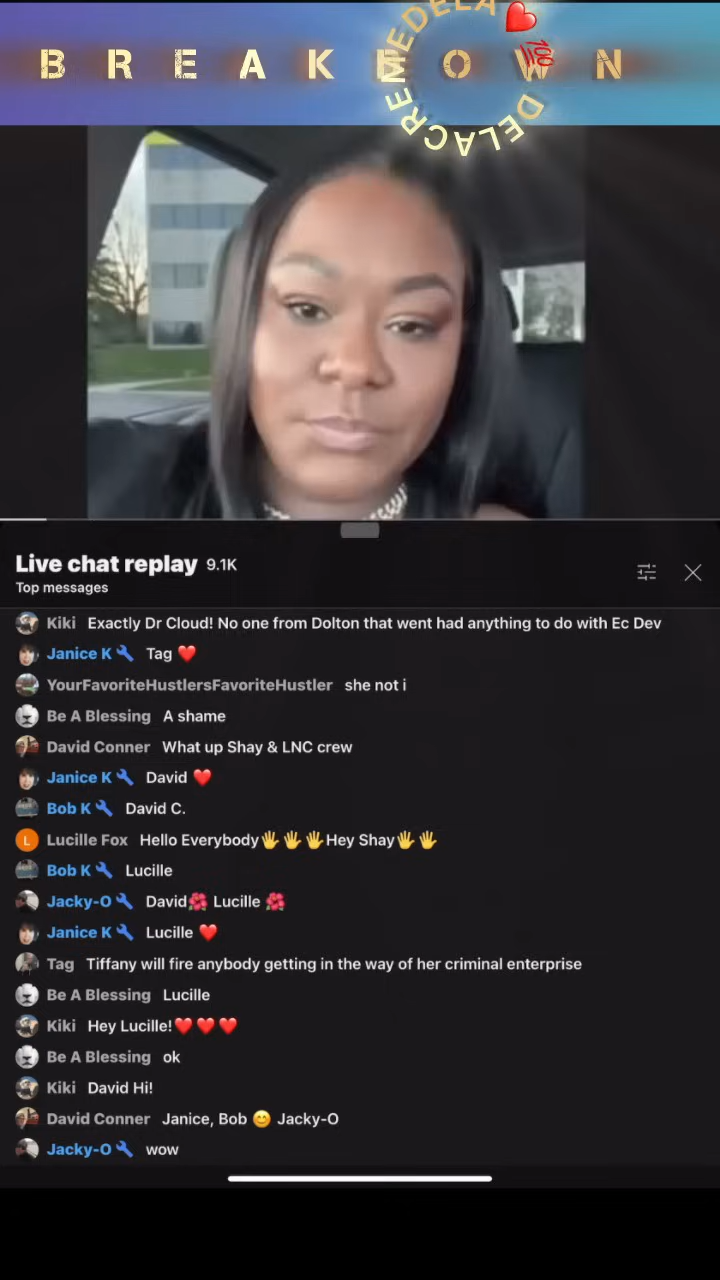 BREAKDOWN
DELACREMEDELA
Live chat replay 9.1K
Top messages
Kiki Exactly Dr Cloud! No one from Dolton that went had anything to do with Ec Dev
Janice K 🔧 Tag ❤️
YourFavoriteHustlersFavoriteHustler she not i
Be A Blessing A shame
David Conner What up Shay & LNC crew
Janice K 🔧 David ❤️
Bob K 🔧 David C.
L Lucille Fox Hello Everybody🖐️🖐️🖐️Hey Shay🖐️🖐️
Bob K 🔧 Lucille
Jacky-O 🔧 David🌺 Lucille 🌺
Janice K 🔧 Lucille ❤️
Tag Tiffany will fire anybody getting in the way of her criminal enterprise
Be A Blessing Lucille
Kiki Hey Lucille!❤️❤️❤️
Be A Blessing ok
Kiki David Hi!
David Conner Janice, Bob 😊 Jacky-O
Jacky-O 🔧 wow